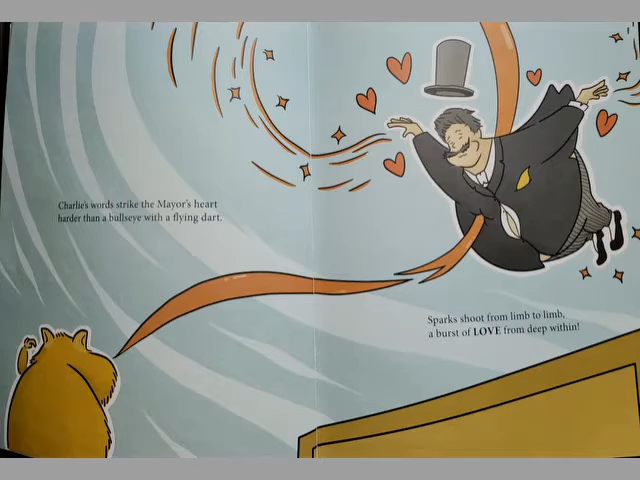 Charlie's words strike the Mayor's heart
harder than a bullseye with a flying dart.
Sparks shoot from limb to limb,
a burst of LOVE from deep within!